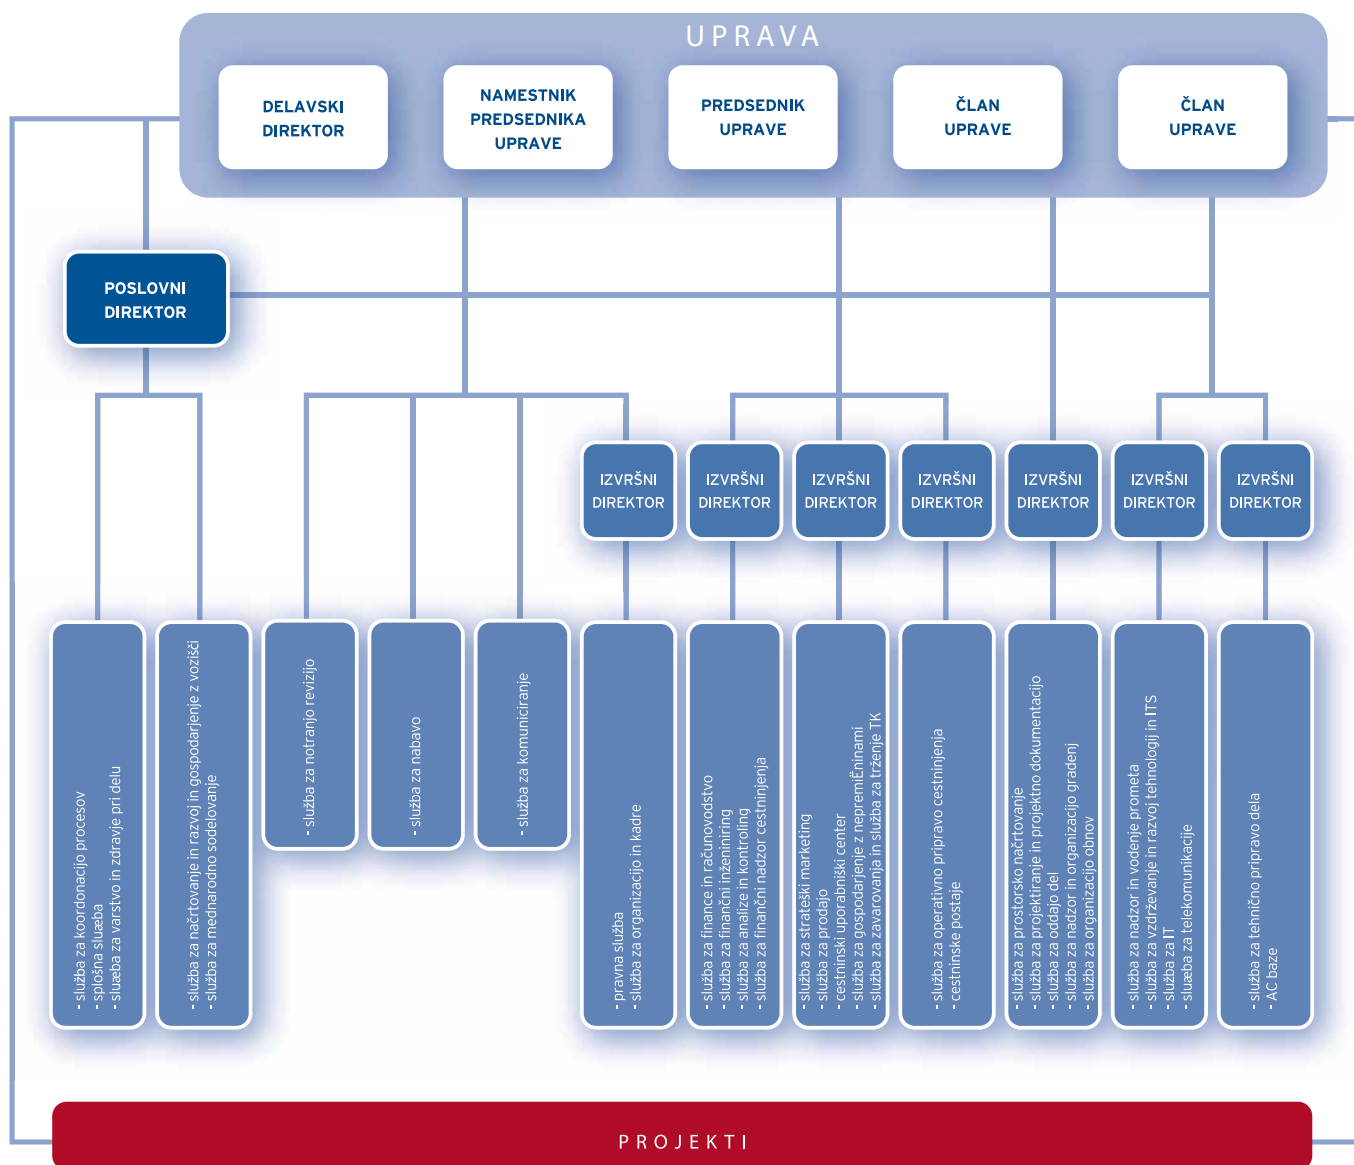 UPRAVA
DELAVSKI
DIREKTOR
NAMESTNIK
PREDSEDNIKA
UPRAVE
PREDSEDNIK
UPRAVE
ČLAN
UPRAVE
ČLAN
UPRAVE
POSLOVNI
DIREKTOR
IZVRŠNI
DIREKTOR
IZVRŠNI
DIREKTOR
IZVRŠNI
DIREKTOR
IZVRŠNI
DIREKTOR
IZVRŠNI
DIREKTOR
IZVRŠNI
DIREKTOR
IZVRŠNI
DIREKTOR
- služba za koordonacijo procesov
- splošna sluæeba
- sluæeba za varstvo in zdravje pri delu
- služba za načrtovanje in razvoj in gospodarjenje z vozišči
- služba za mednarodno sodelovanje
- služba za notranjo revizijo
- služba za nabavo
- služba za komuniciranje
- pravna služba
- služba za organizacijo in kadre
- služba za finance in računovodstvo
- služba za finančni inženiniring
- služba za analize in kontroling
- služba za finančni nadzor cestninjenja
- služba za strateški marketing
- služba za prodajo
- cestninski uporabniški center
- služba za gospodarjenje z nepremiËninami
- služba za zavarovanja in služba za trženje TK
- služba za operativno pripravo cestninjenja
- cestninske postaje
- služba za prostorsko načrtovanje
- služba za projektiranje in projektno dokumentacijo
- služba za oddajo del
- služba za nadzor in organizacijo gradenj
- služba za organizacijo obnov
- služba za nadzor in vodenje prometa
- služba za vzdrževanje in razvoj tehnologij in ITS
- služba za IT
- sluæba za telekomunikacije
- služba za tehnično pripravo dela
- AC baze
PROJEKTI